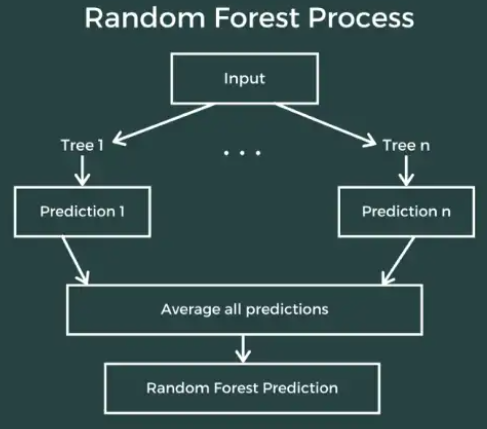 Random Forest Process
Input
Tree 1
. . .
Tree n
Prediction 1
Prediction n
Average all predictions
Random Forest Prediction